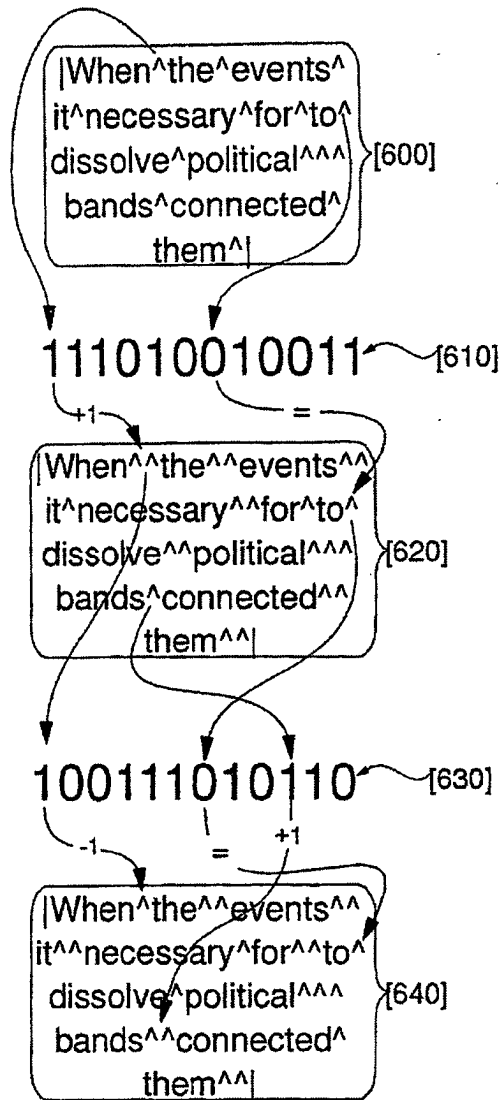 |When^the^events^
it^necessary^for^to^
dissolve^political^^^
bands^connected^
them^|
[600]
111010010011
[610]
+1
=
|When^^the^^events^^
it^necessary^^for^to^
dissolve^^political^^^
bands^connected^^
them^^|
[620]
100111010110
[630]
-1
=
+1
|When^the^^events^^
it^^necessary^for^^to^
dissolve^political^^^
bands^^connected^
them^^|
[640]